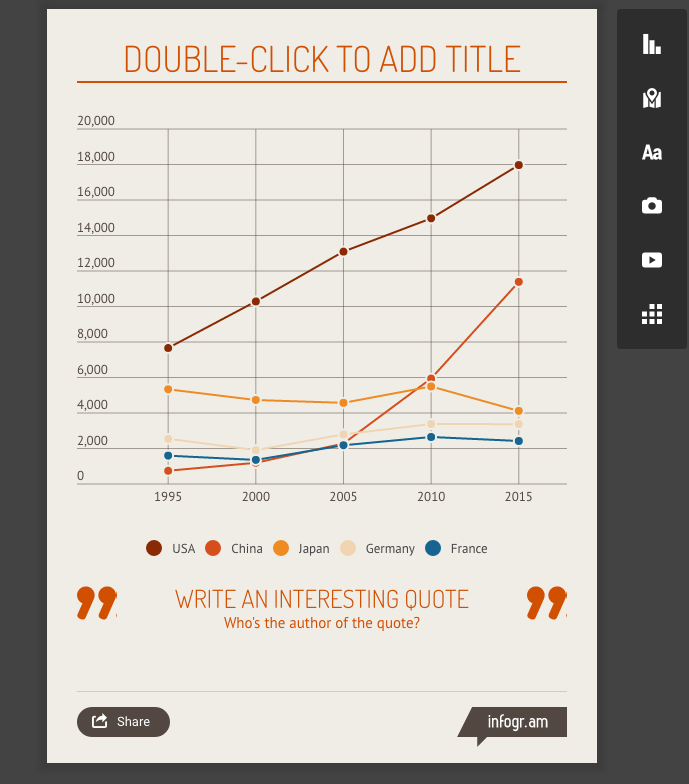 DOUBLE-CLICK TO ADD TITLE
20,000
18,000
16,000
14,000
12,000
10,000
8,000
6,000
4,000
2,000
0
1995 2000 2005 2010 2015
USA China Japan Germany France
WRITE AN INTERESTING QUOTE
Who's the author of the quote?
Share
infogr.am
Aa